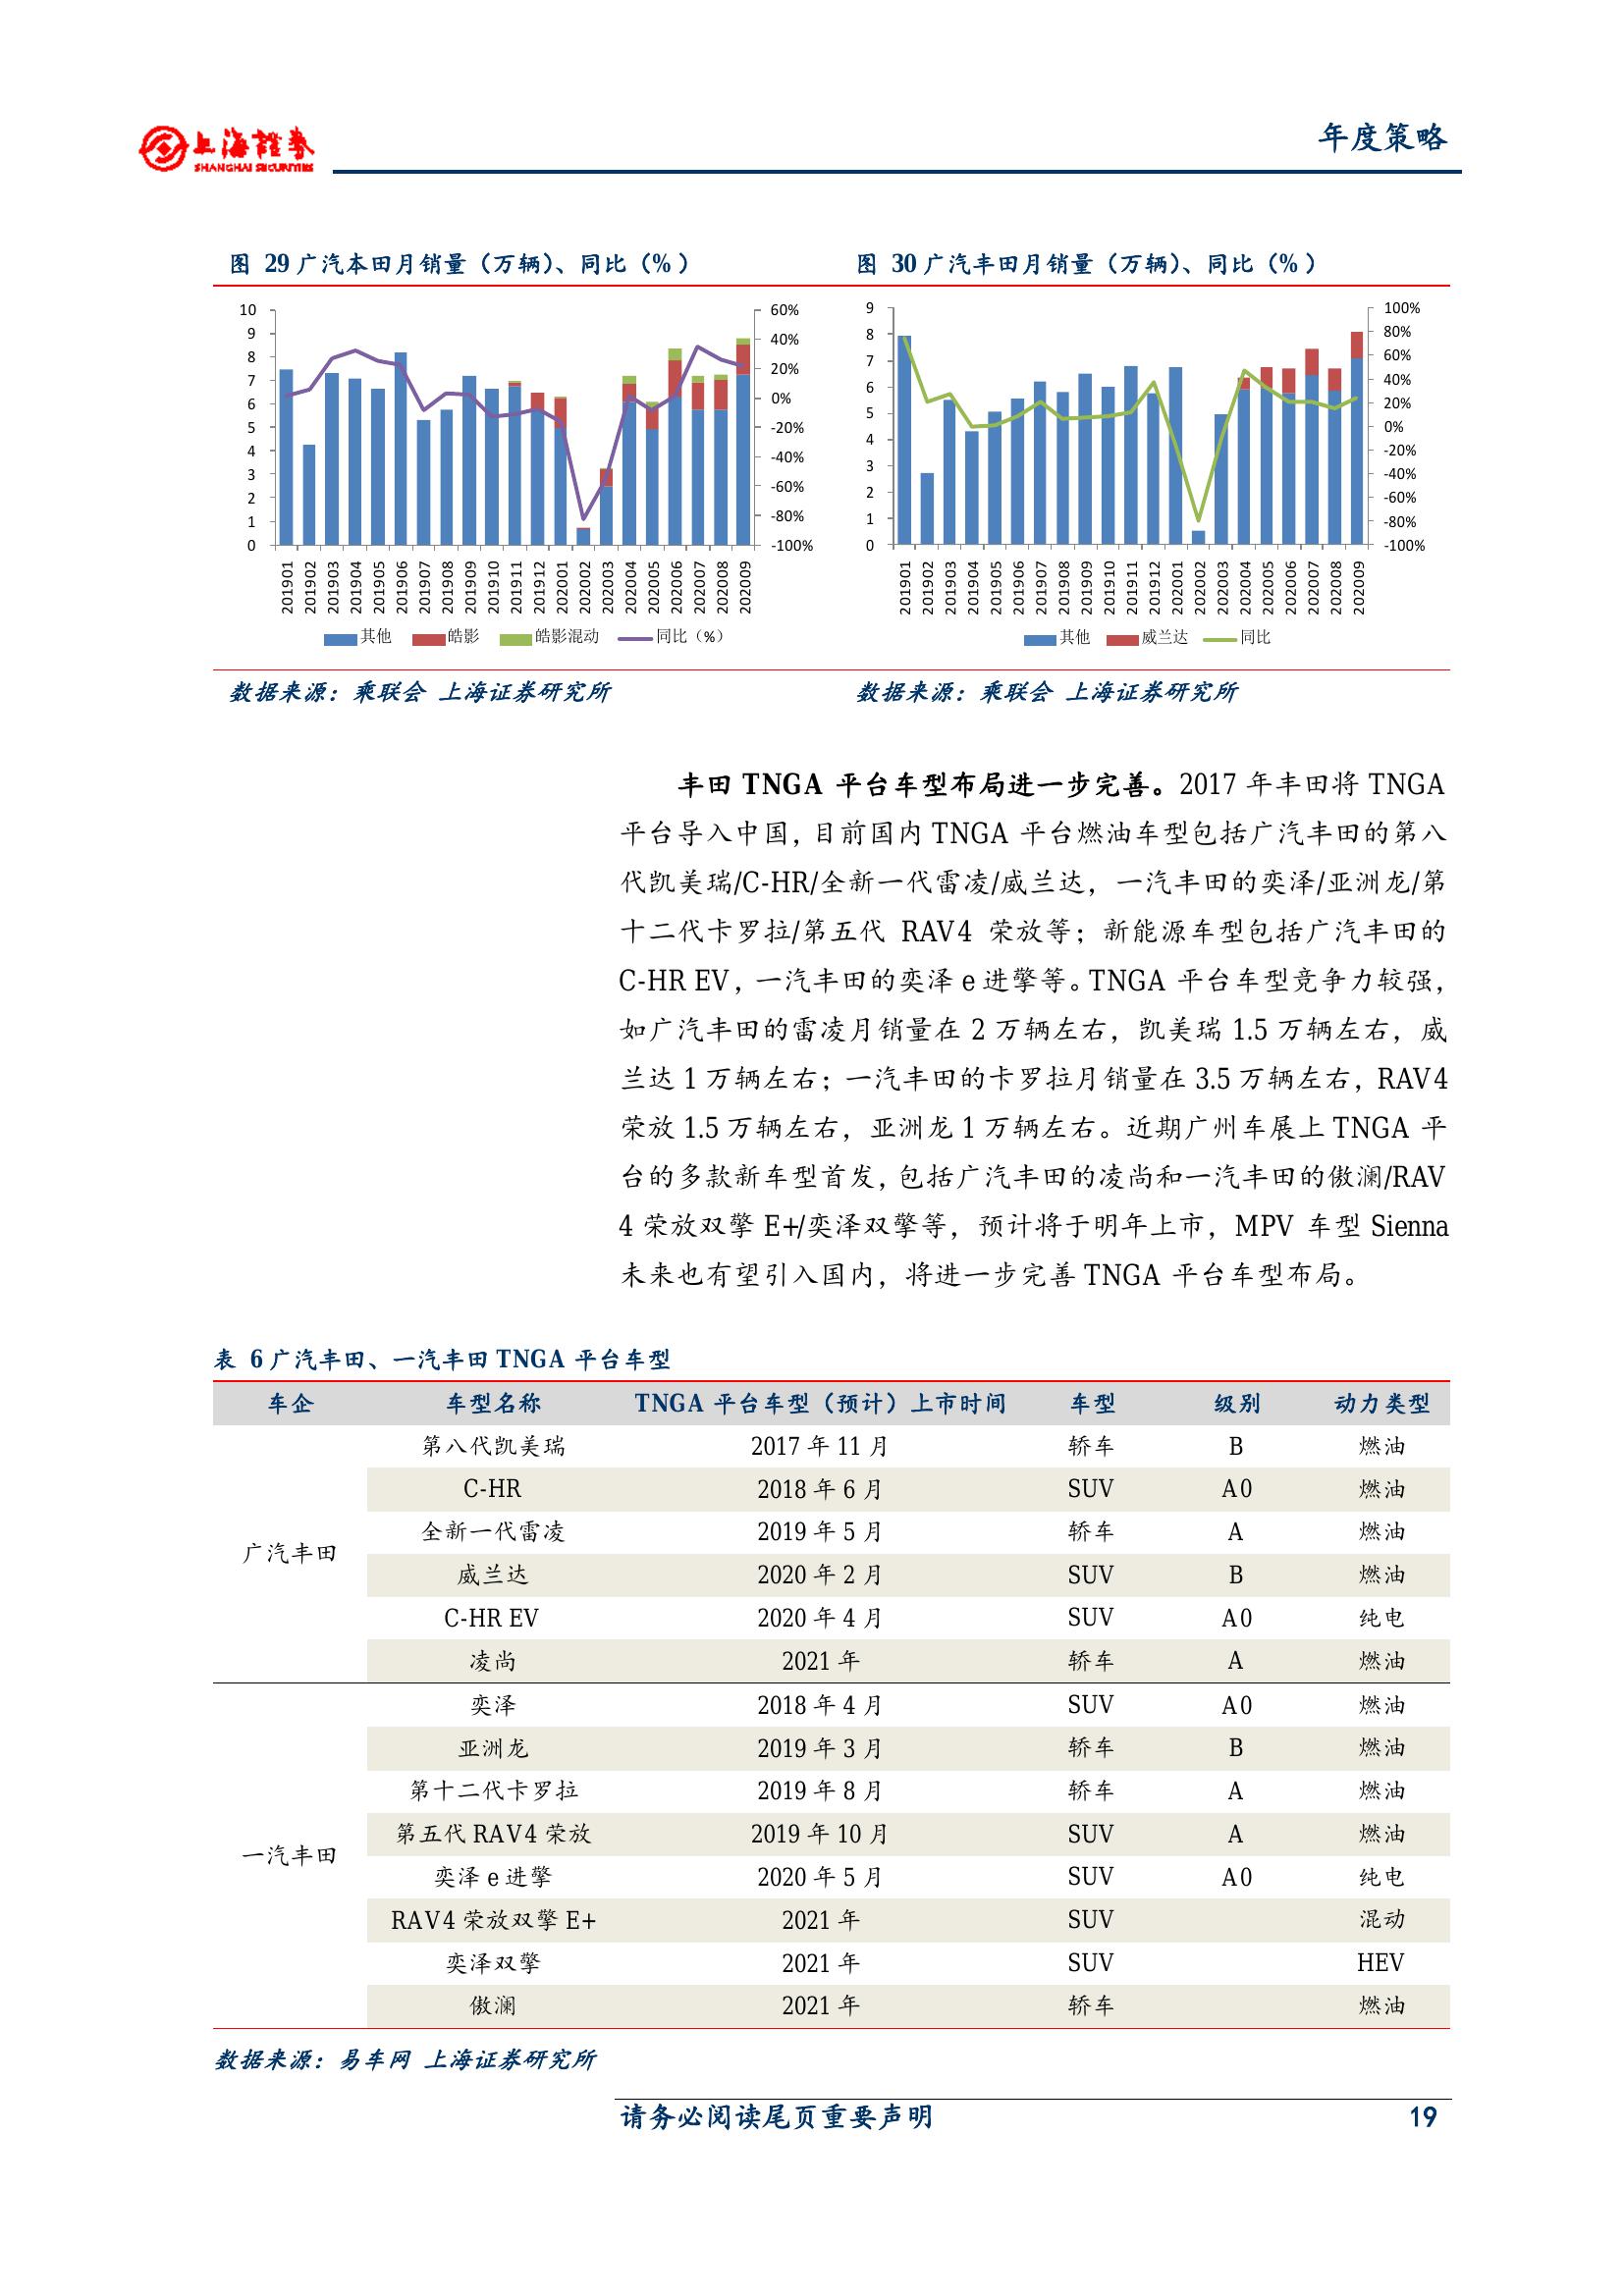 上海證券
SHANGHAI SECURITIES
年度策略
图 29 广汽本田月销量（万辆）、同比（%）
图 30 广汽丰田月销量（万辆）、同比（%）
10
9
8
7
6
5
4
3
2
1
0
60%
40%
20%
0%
-20%
-40%
-60%
-80%
-100%
201901 201902 201903 201904 201905 201906 201907 201908 201909 201910 201911 201912 202001 202002 202003 202004 202005 202006 202007 202008 202009
其他 皓影 皓影混动 同比（%）
9
8
7
6
5
4
3
2
1
0
100%
80%
60%
40%
20%
0%
-20%
-40%
-60%
-80%
-100%
201901 201902 201903 201904 201905 201906 201907 201908 201909 201910 201911 201912 202001 202002 202003 202004 202005 202006 202007 202008 202009
其他 威兰达 同比
数据来源：乘联会 上海证券研究所
数据来源：乘联会 上海证券研究所
丰田 TNGA 平台车型布局进一步完善。2017 年丰田将 TNGA
平台导入中国，目前国内 TNGA 平台燃油车型包括广汽丰田的第八
代凯美瑞/C-HR/全新一代雷凌/威兰达，一汽丰田的奕泽/亚洲龙/第
十二代卡罗拉/第五代 RAV4 荣放等；新能源车型包括广汽丰田的
C-HR EV，一汽丰田的奕泽 e 进擎等。TNGA 平台车型竞争力较强，
如广汽丰田的雷凌月销量在 2 万辆左右，凯美瑞 1.5 万辆左右，威
兰达 1 万辆左右；一汽丰田的卡罗拉月销量在 3.5 万辆左右，RAV4
荣放 1.5 万辆左右，亚洲龙 1 万辆左右。近期广州车展上 TNGA 平
台的多款新车型首发，包括广汽丰田的凌尚和一汽丰田的傲澜/RAV
4 荣放双擎 E+/奕泽双擎等，预计将于明年上市，MPV 车型 Sienna
未来也有望引入国内，将进一步完善 TNGA 平台车型布局。
表 6 广汽丰田、一汽丰田 TNGA 平台车型
车企 车型名称 TNGA 平台车型（预计）上市时间 车型 级别 动力类型
第八代凯美瑞 2017 年 11 月 轿车 B 燃油
C-HR 2018 年 6 月 SUV A0 燃油
全新一代雷凌 2019 年 5 月 轿车 A 燃油
广汽丰田
威兰达 2020 年 2 月 SUV B 燃油
C-HR EV 2020 年 4 月 SUV A0 纯电
凌尚 2021 年 轿车 A 燃油
奕泽 2018 年 4 月 SUV A0 燃油
亚洲龙 2019 年 3 月 轿车 B 燃油
第十二代卡罗拉 2019 年 8 月 轿车 A 燃油
第五代 RAV4 荣放 2019 年 10 月 SUV A 燃油
一汽丰田
奕泽 e 进擎 2020 年 5 月 SUV A0 纯电
RAV4 荣放双擎 E+ 2021 年 SUV 混动
奕泽双擎 2021 年 SUV HEV
傲澜 2021 年 轿车 燃油
数据来源：易车网 上海证券研究所
请务必阅读尾页重要声明
19